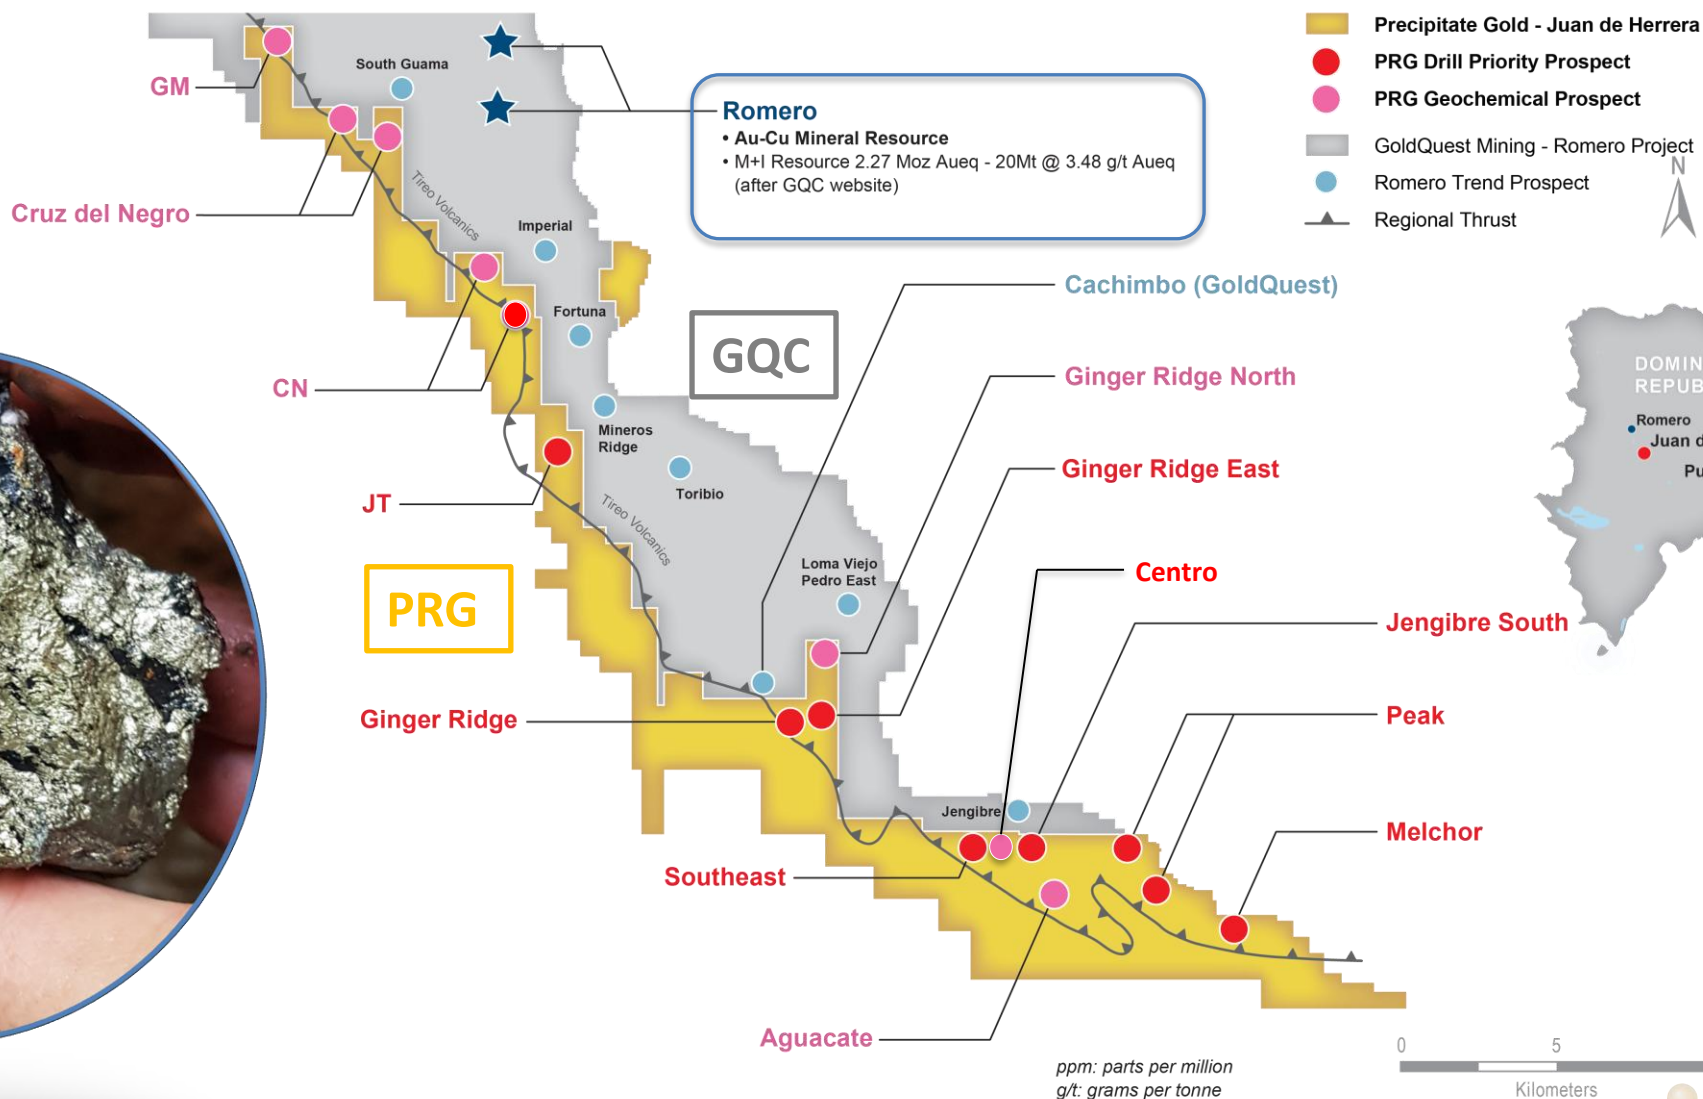 Precipitate Gold - Juan de Herrera
PRG Drill Priority Prospect
PRG Geochemical Prospect
GoldQuest Mining - Romero Project
Romero Trend Prospect
Regional Thrust
N
GM
South Guama
Romero
• Au-Cu Mineral Resource
• M+I Resource 2.27 Moz Aueq - 20Mt @ 3.48 g/t Aueq
(after GQC website)
Cruz del Negro
Tireo Volcanics
Imperial
Cachimbo (GoldQuest)
Fortuna
GQC
CN
Ginger Ridge North
Mineros
Ridge
Ginger Ridge East
Toribio
JT
Tireo Volcanics
Loma Viejo
Pedro East
Centro
PRG
Jengibre South
Ginger Ridge
Peak
Jengibre
Melchor
Southeast
Aguacate
DOMIN
REPUB
Romero
Juan d
Pu
ppm: parts per million
g/t: grams per tonne
0 5
Kilometers